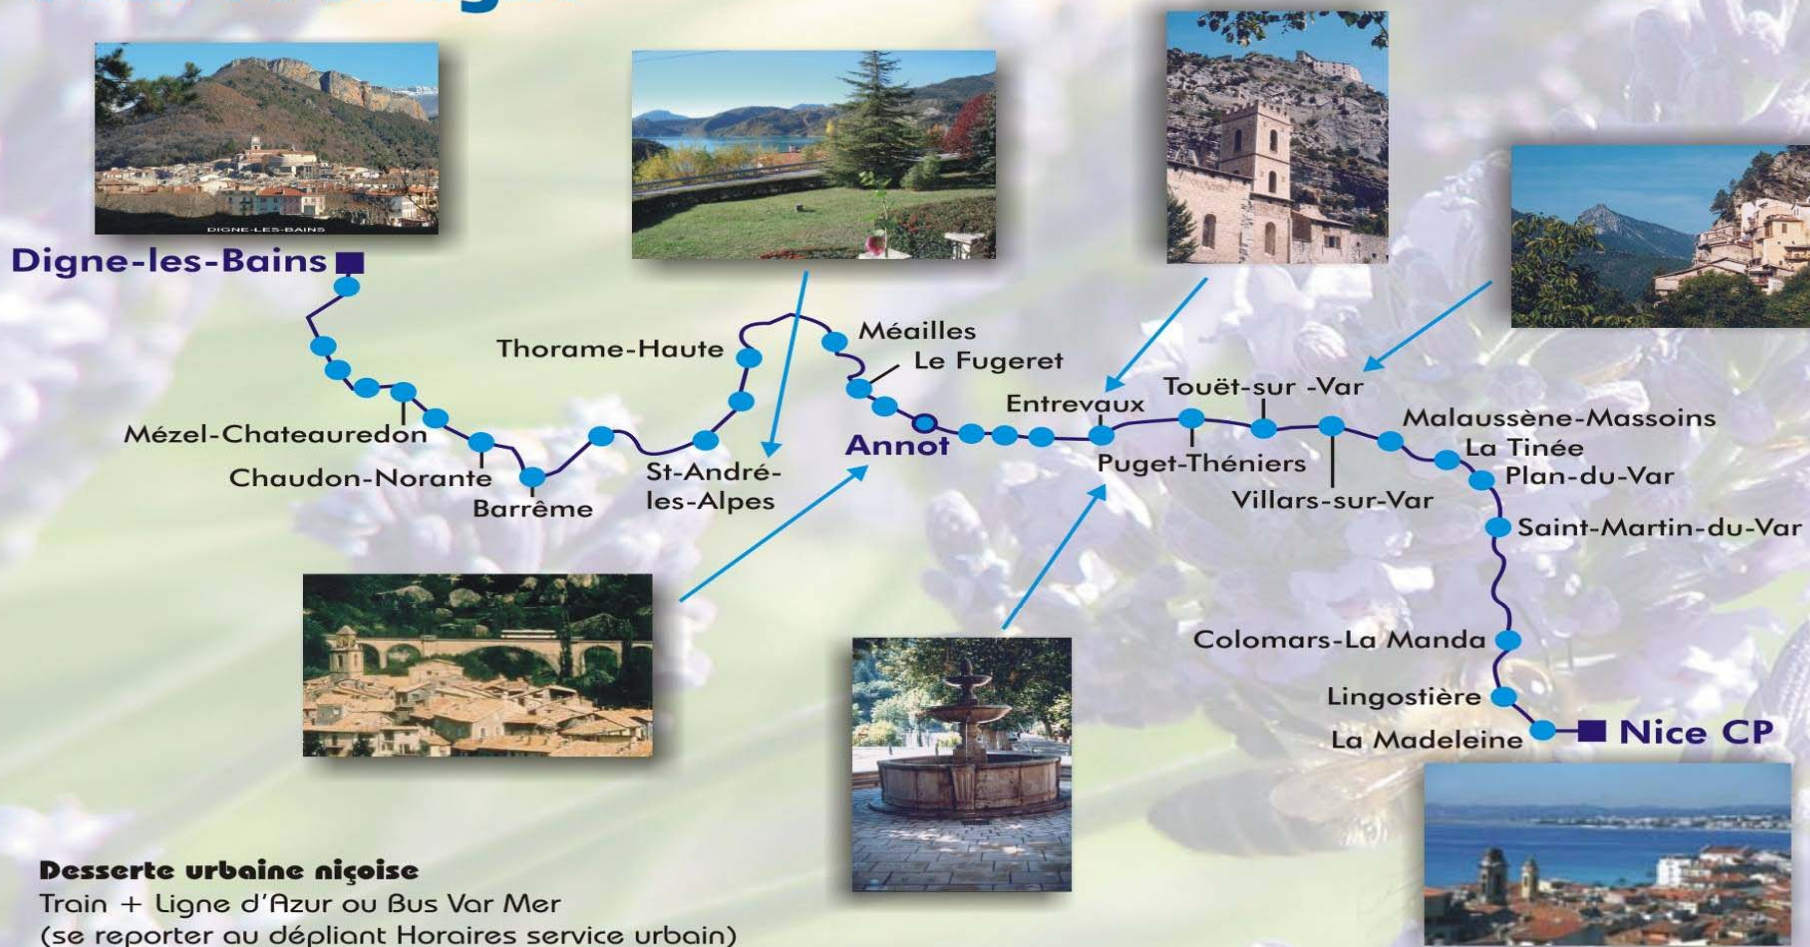 DIGNE-LES-BAINS
Digne-les-Bains
Thorame-Haute
Méailles
Le Fugeret
Entrevaux
Touët-sur -Var
Malaussène-Massoins
La Tinée
Plan-du-Var
Mézel-Chateauredon
Annot
Chaudon-Norante
St-André-
les-Alpes
Puget-Théniers
Villars-sur-Var
Barrême
Saint-Martin-du-Var
Colomars-La Manda
Lingostière
La Madeleine
Nice CP
Desserte urbaine niçoise
Train + Ligne d'Azur ou Bus Var Mer
(se reporter au dépliant Horaires service urbain)